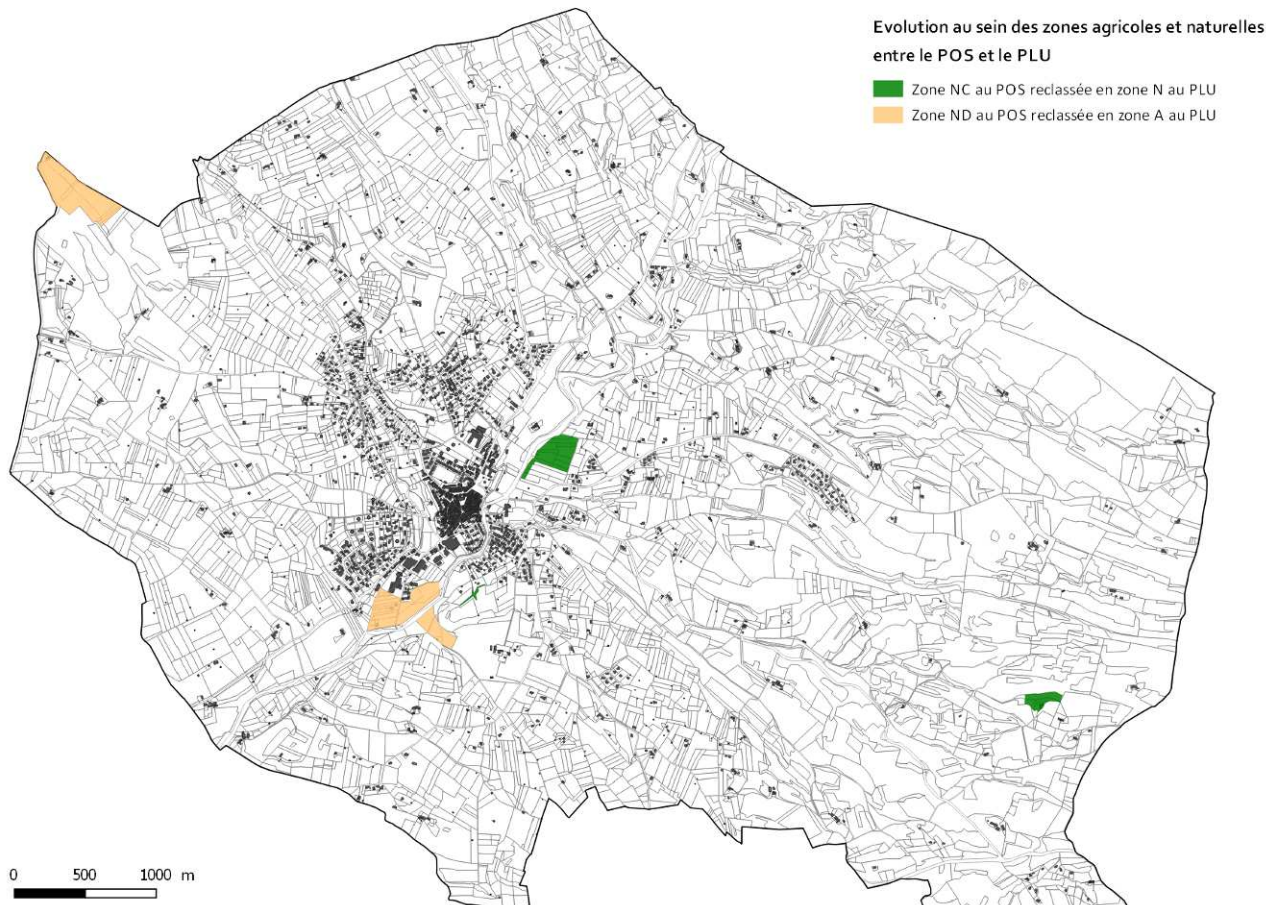 Evolution au sein des zones agricoles et naturelles
entre le POS et le PLU
Zone NC au POS reclassée en zone N au PLU
Zone ND au POS reclassée en zone A au PLU
0 500 1000 m